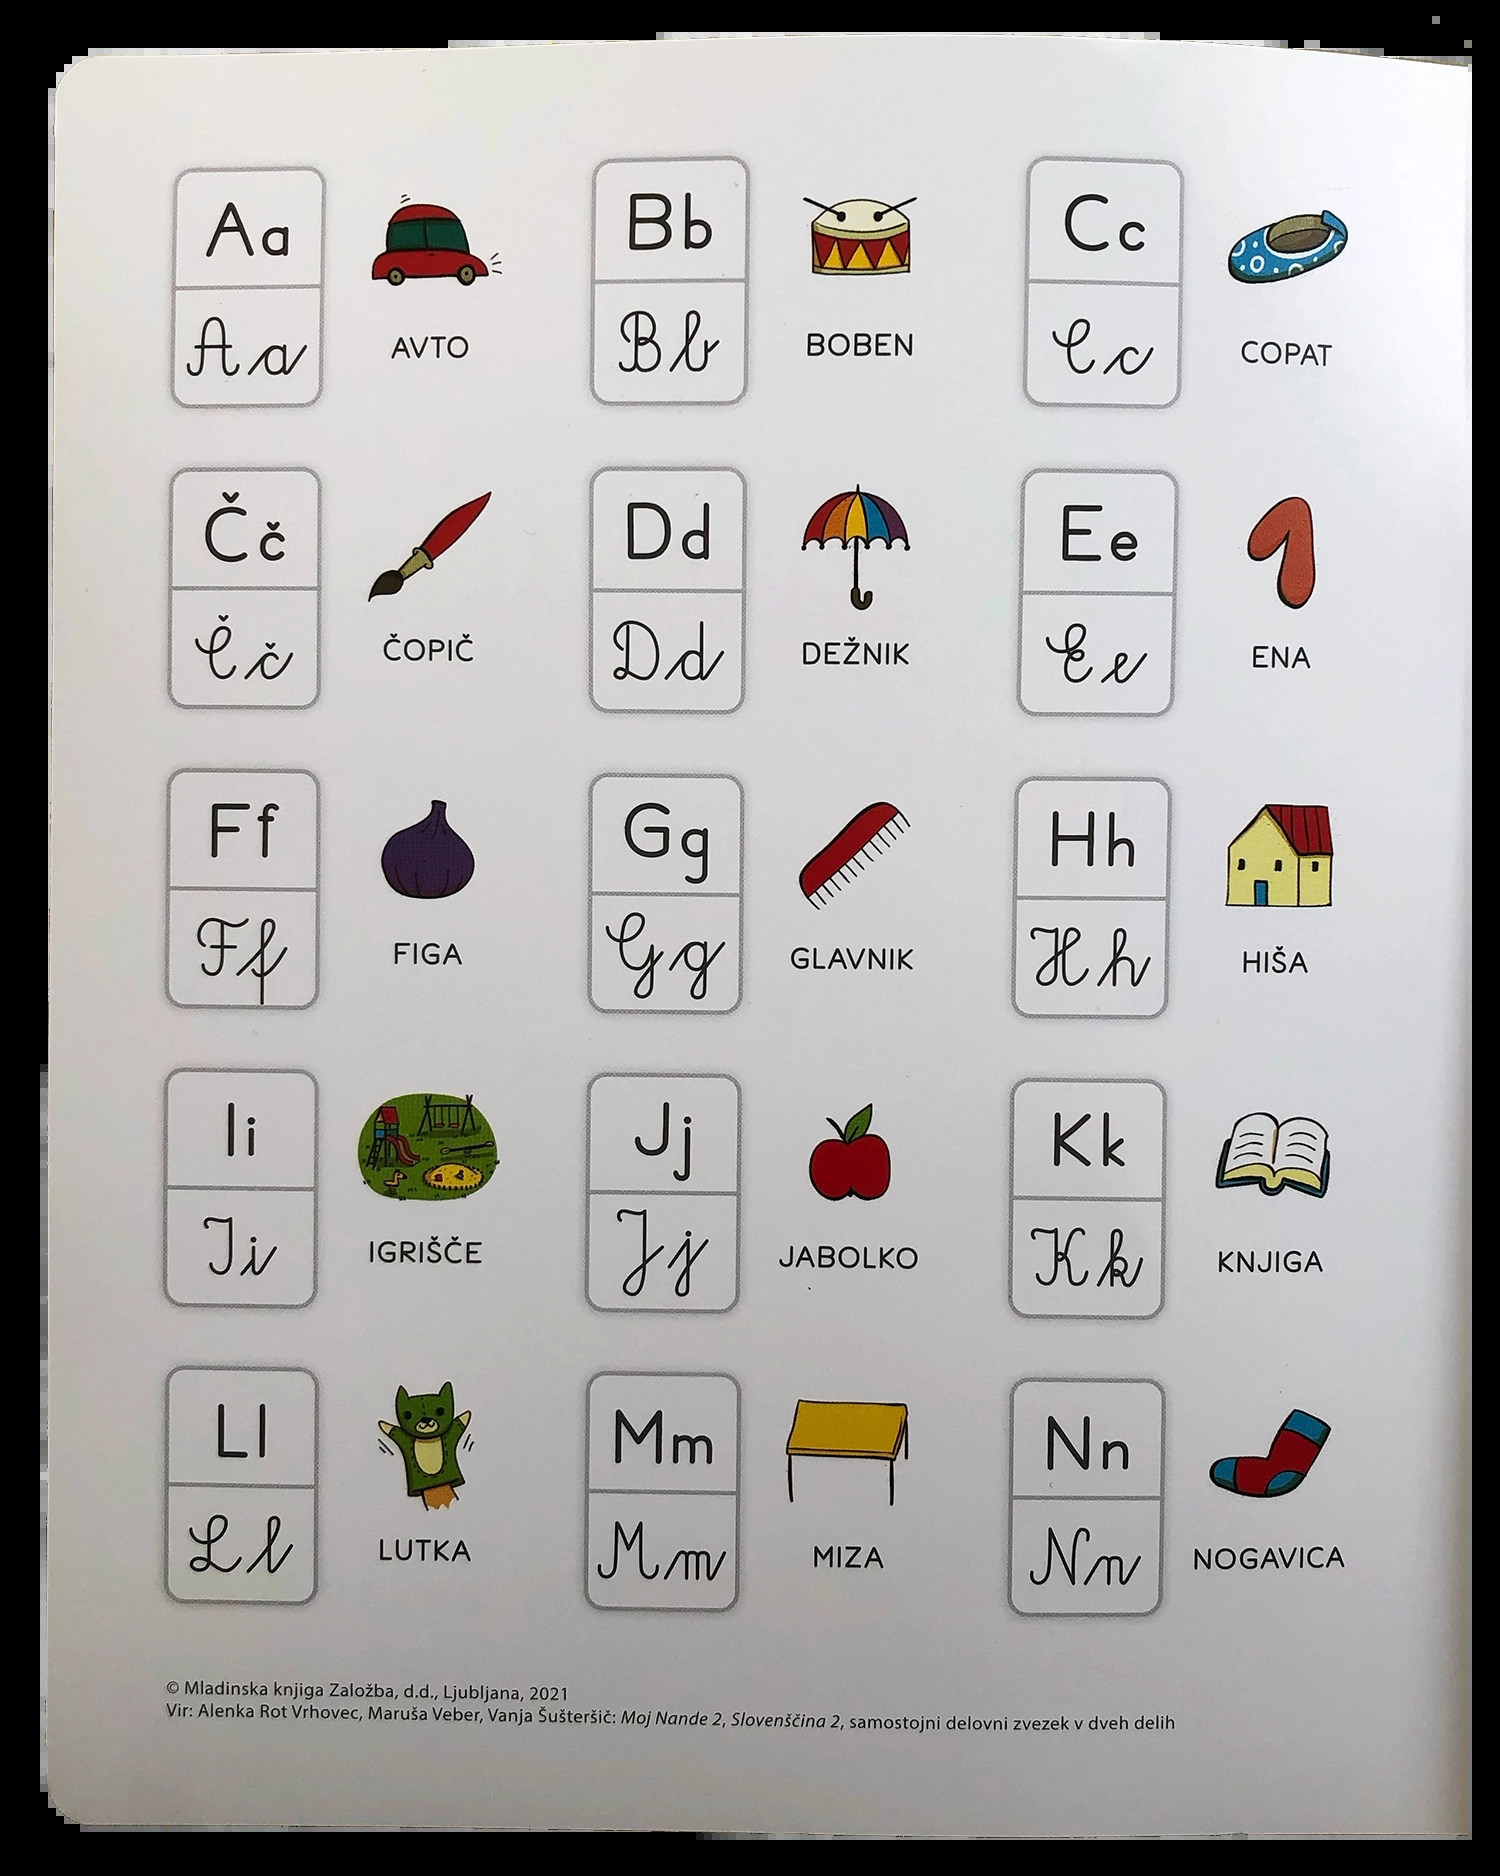 Aa
Aa
AVTO
Bb
Bb
BOBEN
Cc
Cc
COPAT
Čč
Čč
ČOPIČ
Dd
Dd
DEŽNIK
Ee
Ee
ENA
Ff
Ff
FIGA
Gg
Gg
GLAVNIK
Hh
Hh
HIŠA
Ii
Ii
IGRIŠČE
Jj
Jj
JABOLKO
Kk
Kk
KNJIGA
Ll
Ll
LUTKA
Mm
Mm
MIZA
Nn
Nn
NOGAVICA
© Mladinska knjiga Založba, d.d., Ljubljana, 2021
Vir: Alenka Rot Vrhovec, Maruša Veber, Vanja Šušteršič: Moj Nande 2, Slovenščina 2, samostojni delovni zvezek v dveh delih